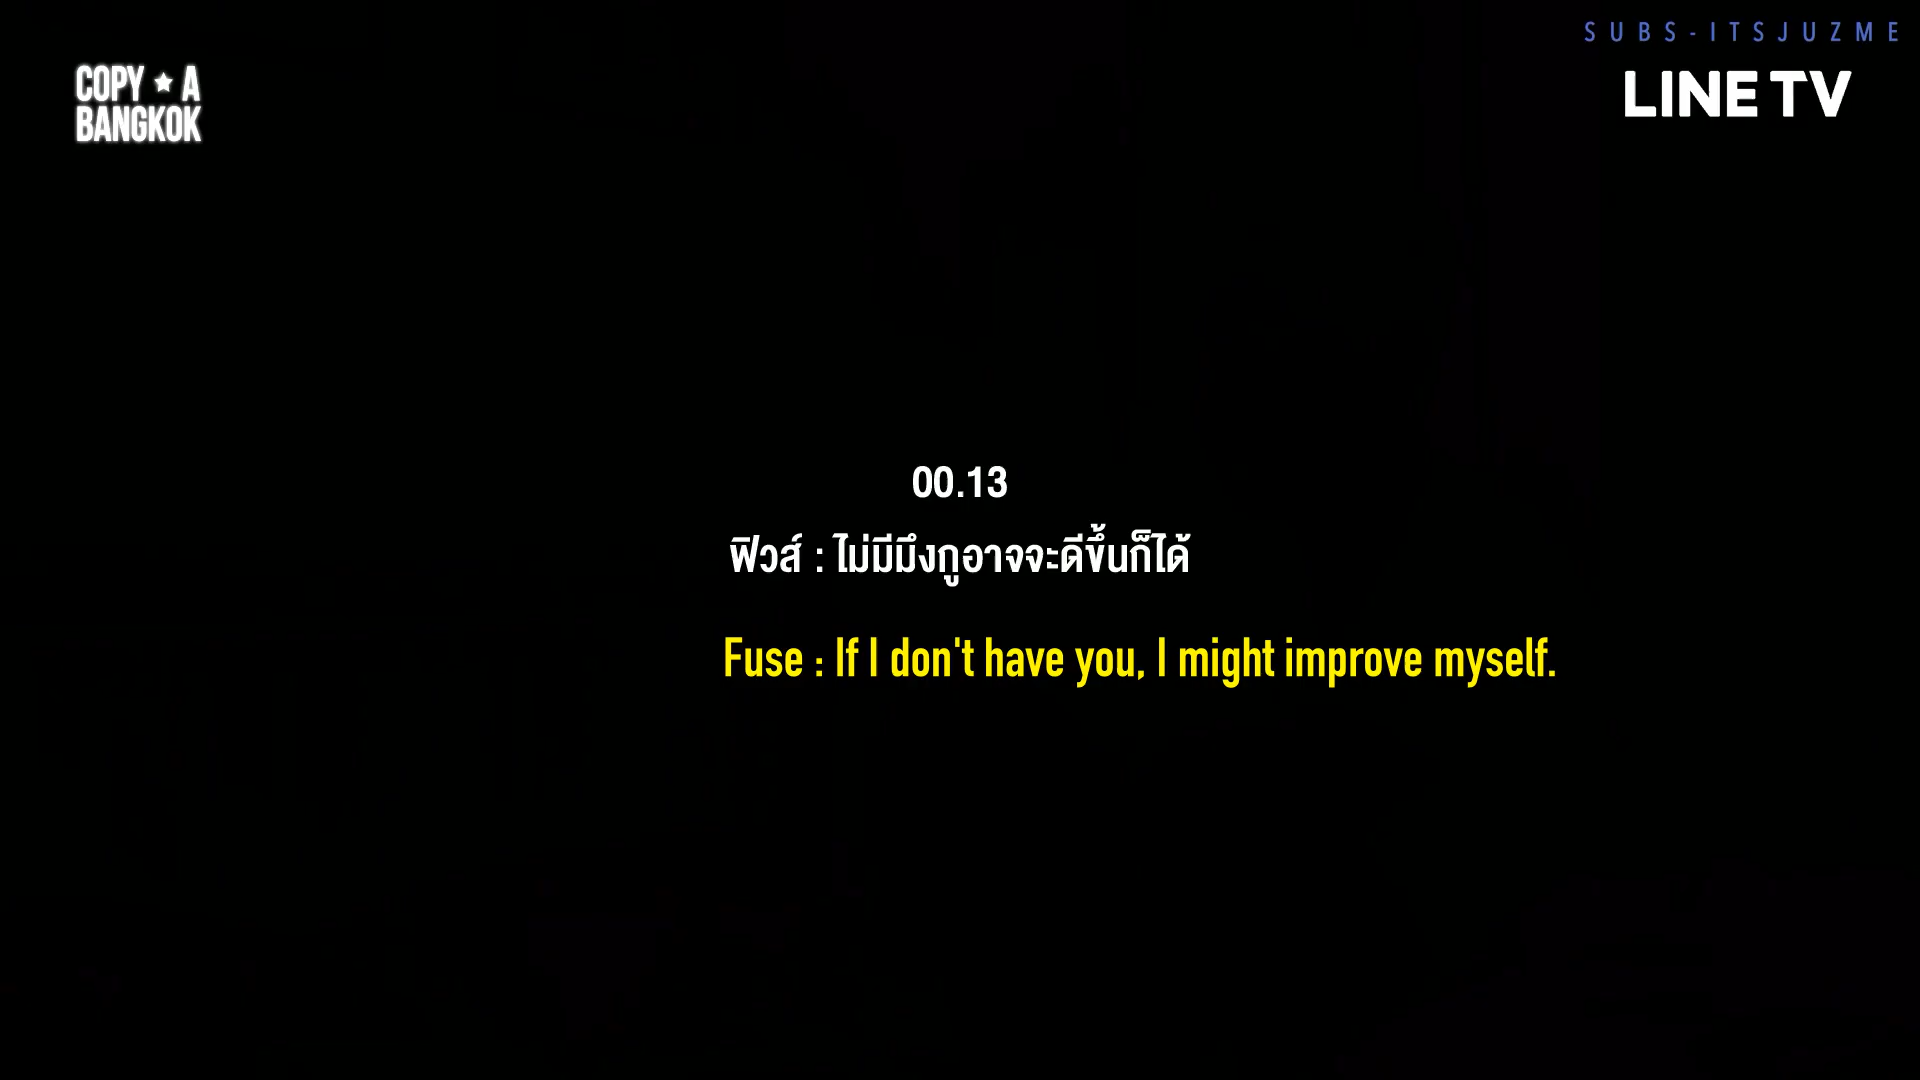 SUBS-ITSJUZME
COPY ★ A
BANGKOK
LINE TV
00.13
ฟิวส์ : ไม่มีมึงกูอาจจะดีขึ้นก็ได้
Fuse : If I don't have you, I might improve myself.